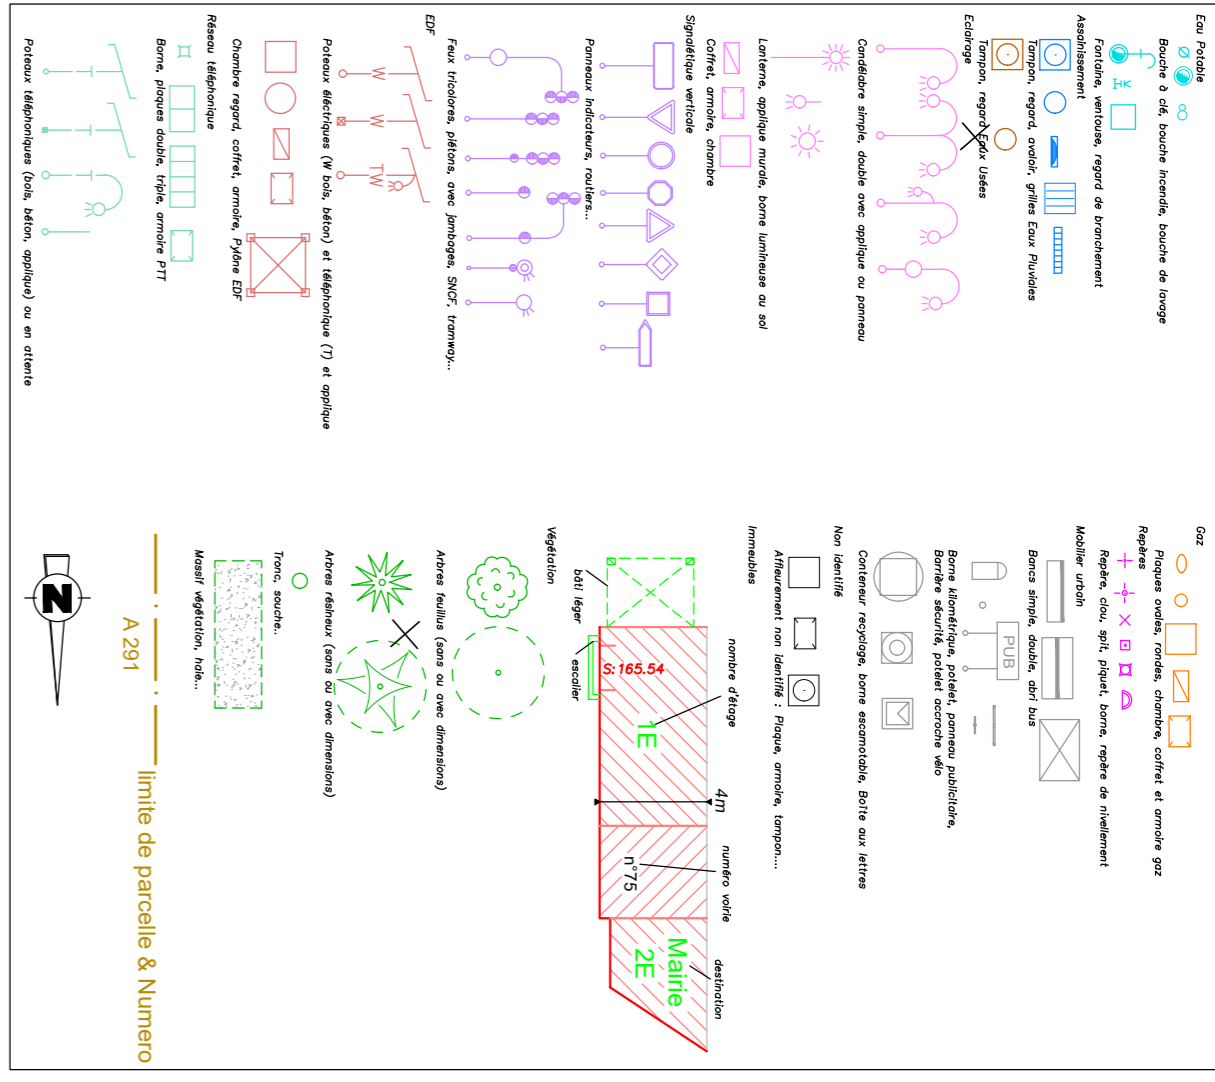 Eau Potable
Bouche à clé, bouche incendie, bouche de lavage
Fontaine, ventouse, regard de branchement
Assainissement
Tampon, regard, avaloir, grilles Eaux Pluviales
Tampon, regard Eaux Usées
Eclairage
Candélabre simple, double avec applique ou panneau
Lanterne, applique murale, borne lumineuse au sol
Coffret, armoire, chambre
Signalétique verticale
Panneaux indicateurs, routiers...
Feux tricolores, piétons, avec jambages, SNCF, tramway...
EDF
Poteaux éléctriques (W bois, béton) et téléphonique (T) et applique
Chambre regard, coffret, armoire, Pylône EDF
Réseau téléphonique
Borne, plaques double, triple, armoire PTT
Poteaux téléphoniques (bois, béton, applique) ou en attente
Gaz
Plaques ovales, rondes, chambre, coffret et armoire gaz
Repères
Repère, clou, spit, piquet, borne, repère de nivellement
Mobilier urbain
Bancs simple, double, abri bus
PUB
Borne kilométrique, potelet, panneau publicitaire,
Barrière sécurité, potelet accroche vélo
Conteneur recyclage, borne escamotable, Boîte aux lettres
Non identifié
Affleurement non identifié : Plaque, armoire, tampon....
Immeubles
nombre d'étage
4m
numéro voirie
destination
S:165.54
1E
n°75
Mairie
2E
bâti léger
escalier
Végétation
Arbres feuillus (sans ou avec dimensions)
Arbres résineux (sans ou avec dimensions)
Tronc, souche..
Massif végétation, haie...
A 291
limite de parcelle & Numero
N